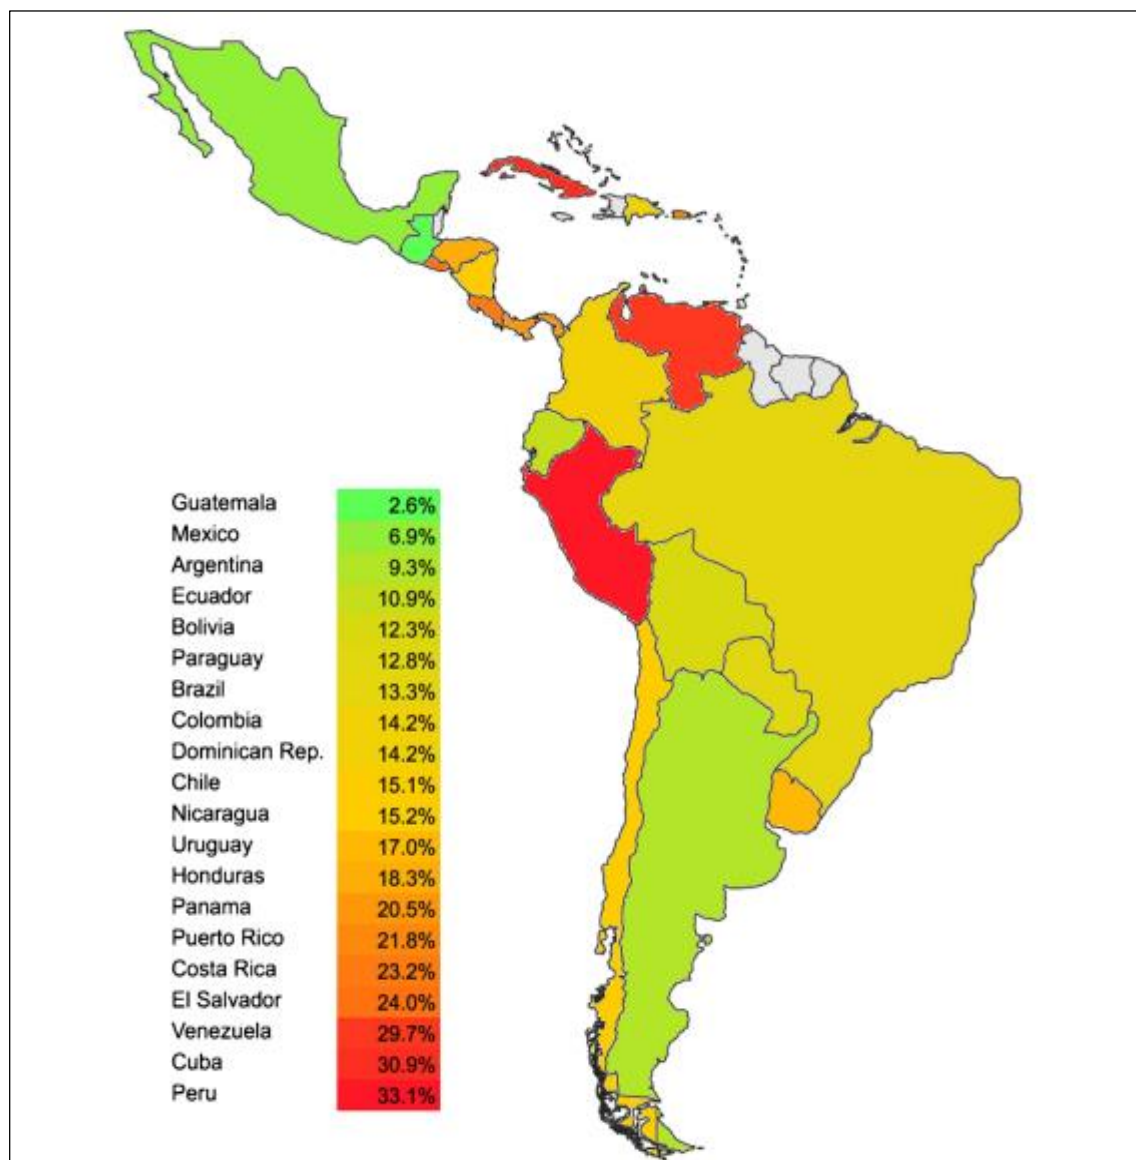 Guatemala 2.6%
Mexico 6.9%
Argentina 9.3%
Ecuador 10.9%
Bolivia 12.3%
Paraguay 12.8%
Brazil 13.3%
Colombia 14.2%
Dominican Rep. 14.2%
Chile 15.1%
Nicaragua 15.2%
Uruguay 17.0%
Honduras 18.3%
Panama 20.5%
Puerto Rico 21.8%
Costa Rica 23.2%
El Salvador 24.0%
Venezuela 29.7%
Cuba 30.9%
Peru 33.1%